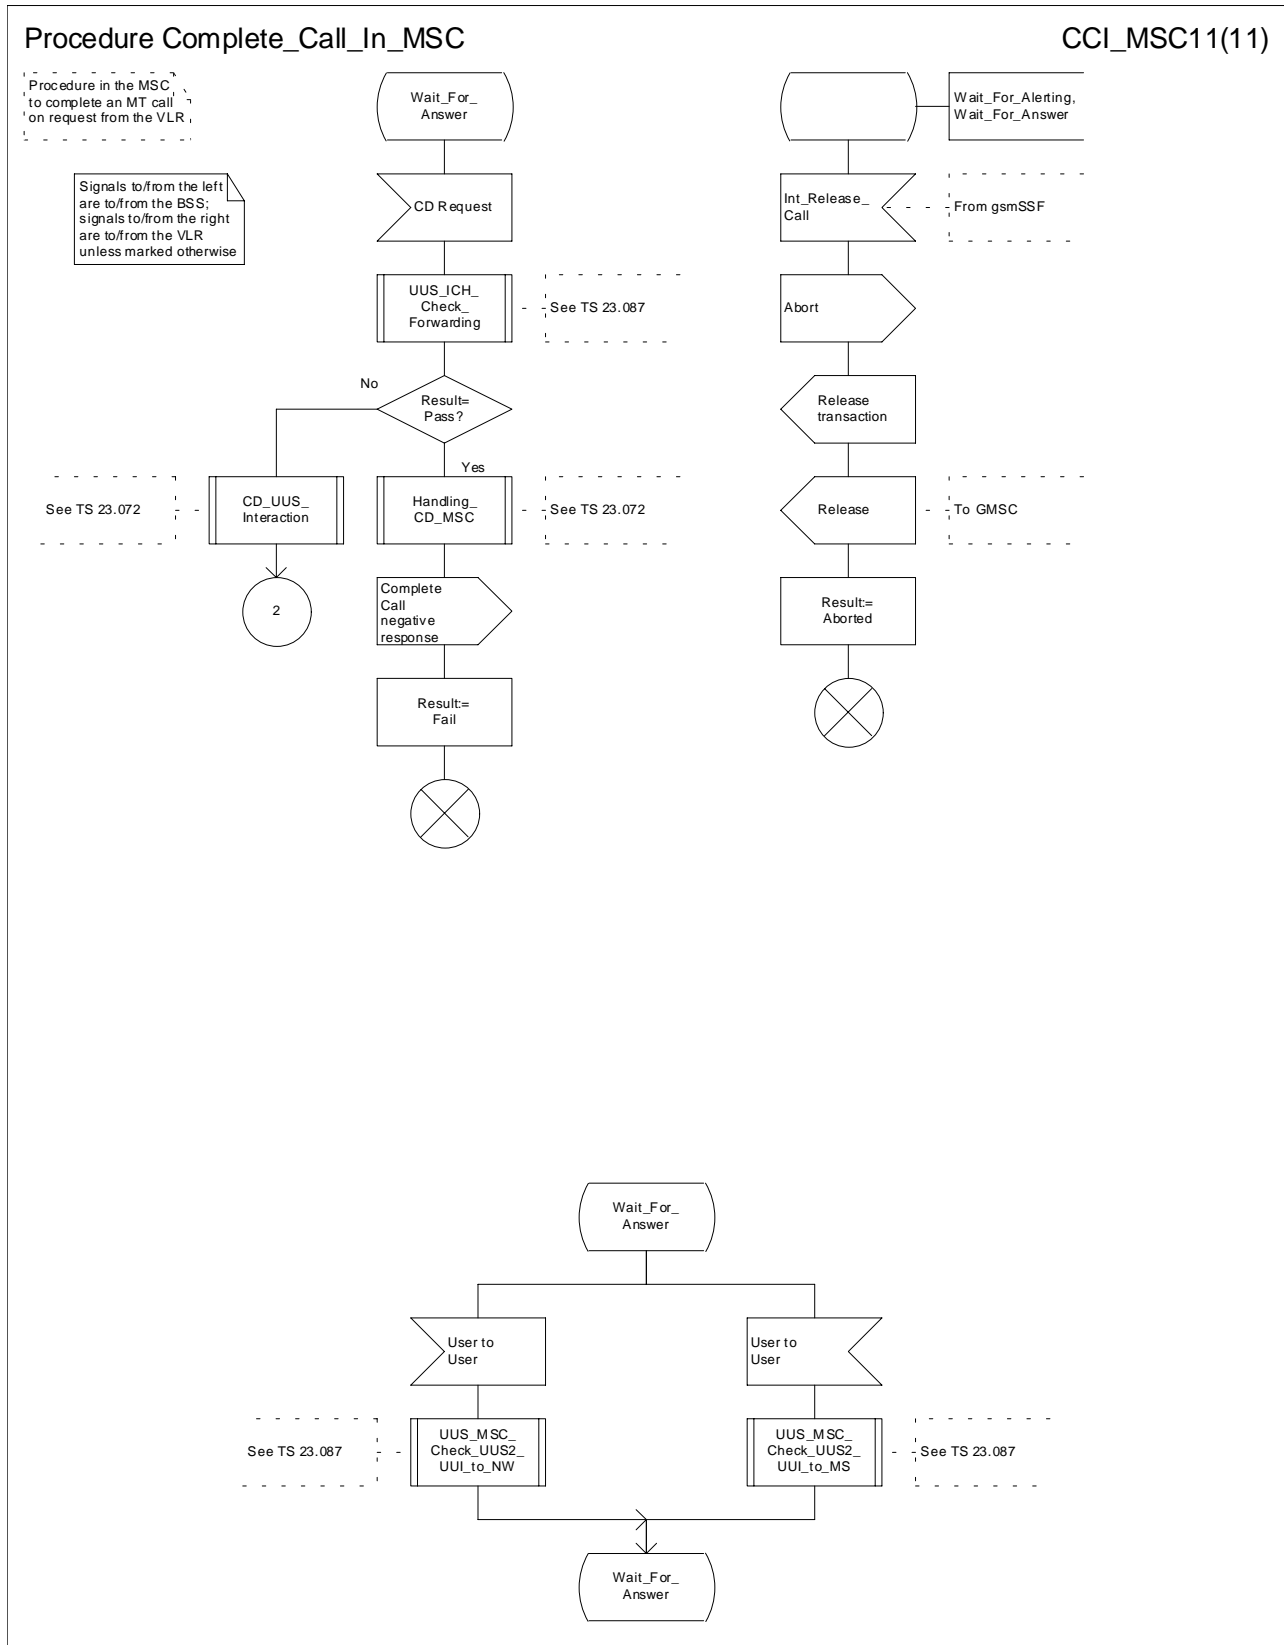 Procedure Complete_Call_In_MSC
CCI_MSC11(11)
Procedure in the MSC
to complete an MT call
on request from the VLR
Signals to/from the left
are to/from the BSS;
signals to/from the right
are to/from the VLR
unless marked otherwise
Wait_For_
Answer
CD Request
UUS_ICH_
Check_
Forwarding
See TS 23.087
No
Result=
Pass?
Yes
See TS 23.072
CD_UUS_
Interaction
Handling_
CD_MSC
See TS 23.072
2
Complete
Call
negative
response
Result:=
Fail
Wait_For_Alerting,
Wait_For_Answer
Int_Release_
Call
From gsmSSF
Abort
Release
transaction
Release
To GMSC
Result:=
Aborted
Wait_For_
Answer
User to
User
User to
User
See TS 23.087
UUS_MSC_
Check_UUS2_
UUI_to_NW
UUS_MSC_
Check_UUS2_
UUI_to_MS
See TS 23.087
Wait_For_
Answer